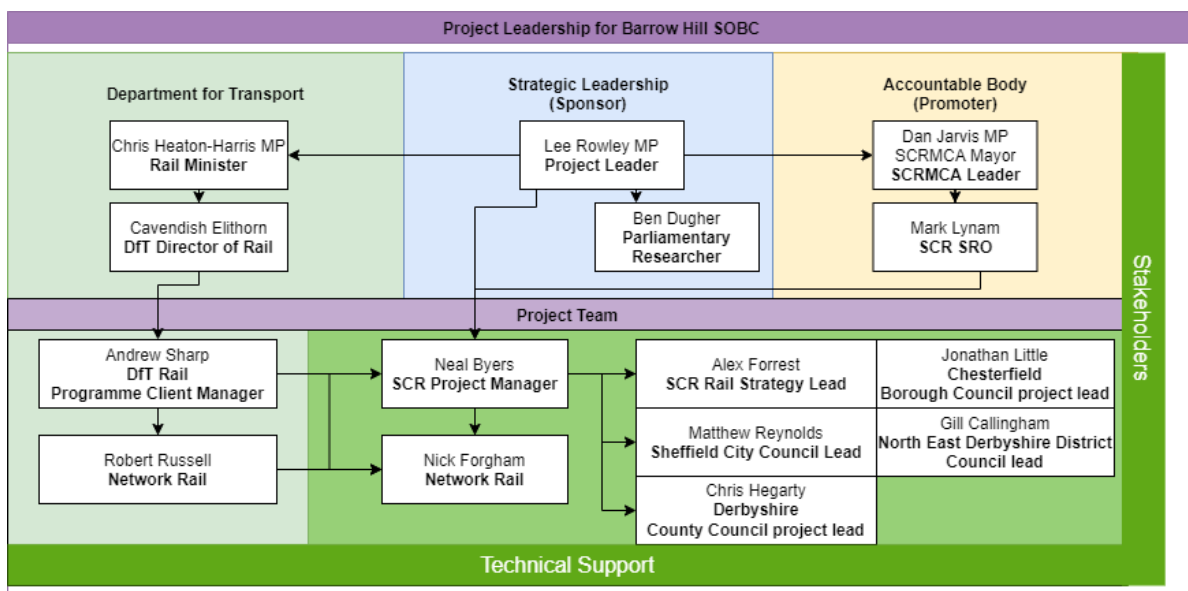 Project Leadership for Barrow Hill SOBC
Department for Transport
Strategic Leadership
(Sponsor)
Accountable Body
(Promoter)
Chris Heaton-Harris MP
Rail Minister
Lee Rowley MP
Project Leader
Dan Jarvis MP
SCRMCA Mayor
SCRMCA Leader
Cavendish Elithorn
DfT Director of Rail
Ben Dugher
Parliamentary
Researcher
Mark Lynam
SCR SRO
Stakeholders
Project Team
Andrew Sharp
DfT Rail
Programme Client Manager
Neal Byers
SCR Project Manager
Alex Forrest
SCR Rail Strategy Lead
Jonathan Little
Chesterfield
Borough Council project lead
Robert Russell
Network Rail
Nick Forgham
Network Rail
Matthew Reynolds
Sheffield City Council Lead
Gill Callingham
North East Derbyshire District
Council lead
Chris Hegarty
Derbyshire
County Council project lead
Technical Support